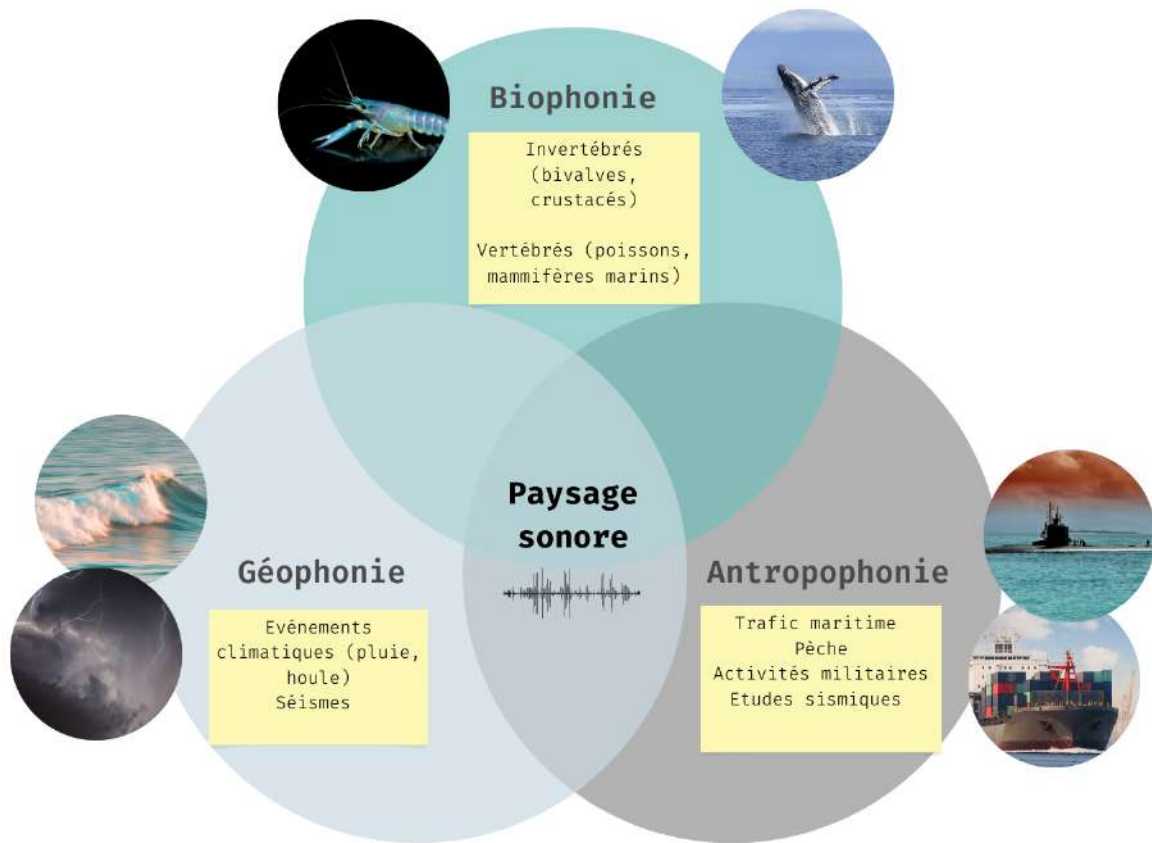 Biophonie
Invertébrés
(bivalves,
crustacés)
Vertébrés (poissons,
mammifères marins)
Paysage
sonore
Géophonie
Evênements
climatiques (pluie,
houle)
Séismes
Antropophonie
Trafic maritime
Pêche
Activités militaires
Etudes sismiques